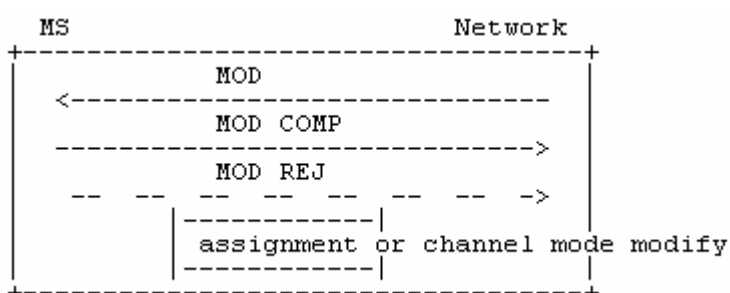 MS Network
MOD
MOD COMP
MOD REJ
assignment or channel mode modify